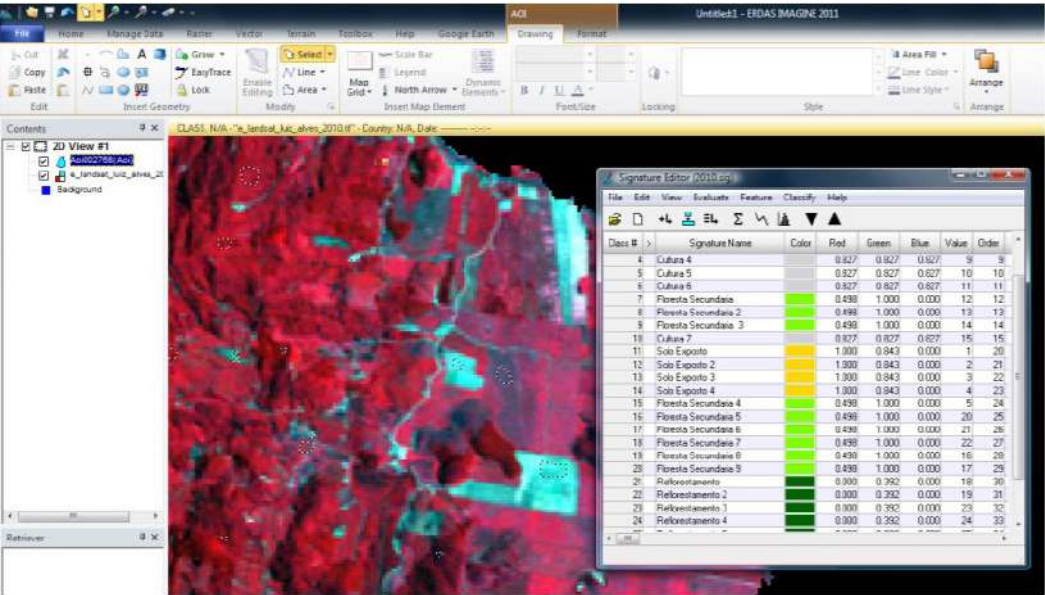 AOI
Untitled:1 - ERDAS IMAGINE 2011
File Home Manage Data Raster Vector Terrain Toolbox Help Google Earth Drawing Format
Cut
Copy
Paste
Edit
Insert Geometry
Grow
EasyTrace
Lock
Enable Editing
Select
Line
Area
Modify
Map Grid
Scale Bar
Legend
North Arrow
Dynamic Elements
Insert Map Element
B I U A
Font/Size
Locking
Area Fill
Line Color
Line Style
Style
Arrange
Arrange
Contents
2D View #1
Background
Retriever
Signature Editor (2010.sig)
File Edit View Evaluate Feature Classify Help
Class # > Signature Name Color Red Green Blue Value Order
4 Cultura 4 0.827 0.827 0.827 9 9
5 Cultura 5 0.827 0.827 0.827 10 10
6 Cultura 6 0.827 0.827 0.827 11 11
7 Floresta Secundaria 0.498 1.000 0.000 12 12
8 Floresta Secundaria 2 0.498 1.000 0.000 13 13
9 Floresta Secundaria 3 0.498 1.000 0.000 14 14
10 Cultura 7 0.827 0.827 0.827 15 15
11 Solo Exposto 1.000 0.843 0.000 1 20
12 Solo Exposto 2 1.000 0.843 0.000 2 21
13 Solo Exposto 3 1.000 0.843 0.000 3 22
14 Solo Exposto 4 1.000 0.843 0.000 4 23
15 Floresta Secundaria 4 0.498 1.000 0.000 5 24
16 Floresta Secundaria 5 0.498 1.000 0.000 20 25
17 Floresta Secundaria 6 0.498 1.000 0.000 21 26
18 Floresta Secundaria 7 0.498 1.000 0.000 22 27
19 Floresta Secundaria 8 0.498 1.000 0.000 16 28
20 Floresta Secundaria 9 0.498 1.000 0.000 17 29
21 Reflorestamento 0.000 0.392 0.000 18 30
22 Reflorestamento 2 0.000 0.392 0.000 19 31
23 Reflorestamento 3 0.000 0.392 0.000 23 32
24 Reflorestamento 4 0.000 0.392 0.000 24 33